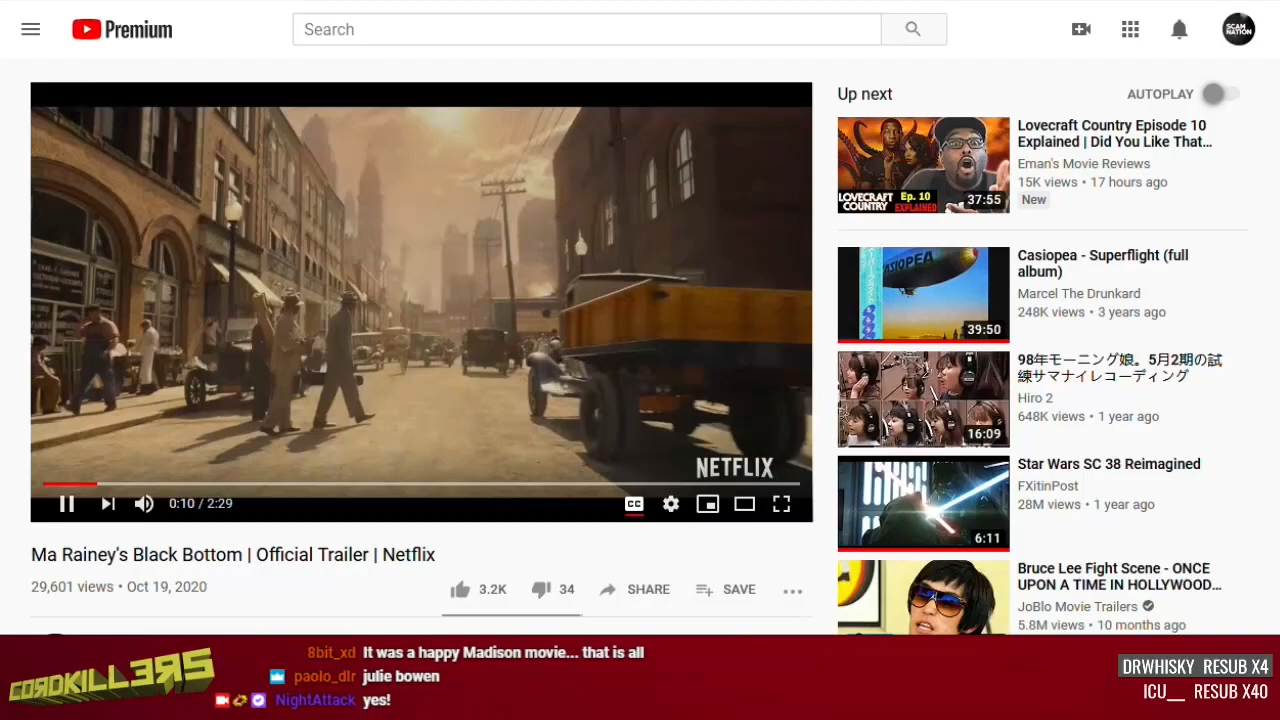 Premium
Search
SCAM
NATION
NETFLIX
CC
0:10 / 2:29
Ma Rainey's Black Bottom | Official Trailer | Netflix
29,601 views • Oct 19, 2020
3.2K
34
SHARE
SAVE
Up next
AUTOPLAY
LOVECRAFT
COUNTRY
Ep. 10
EXPLAINED
37:55
Lovecraft Country Episode 10
Explained | Did You Like That...
Eman's Movie Reviews
15K views • 17 hours ago
New
CASIOPEA
39:50
Casiopea - Superflight (full
album)
Marcel The Drunkard
248K views • 3 years ago
16:09
98年モーニング娘。5月2期の試
練サマナイレコーディング
Hiro 2
648K views • 1 year ago
6:11
Star Wars SC 38 Reimagined
FXitinPost
28M views • 1 year ago
Bruce Lee Fight Scene - ONCE
UPON A TIME IN HOLLYWOOD...
JoBlo Movie Trailers
5.8M views • 10 months ago
CORDKILLERS
8bit_xd It was a happy Madison movie... that is all
paolo_dlr julie bowen
NightAttack yes!
DRWHISKY RESUB X4
ICU__ RESUB X40